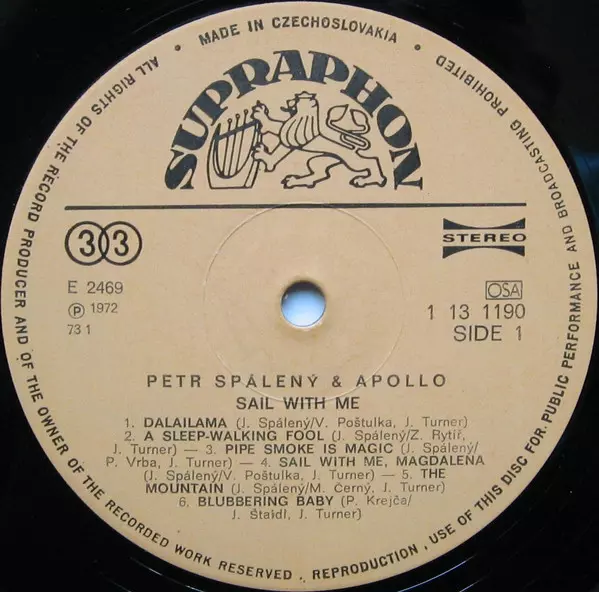 ALL RIGHTS OF THE RECORD PRODUCER AND OF THE OWNER OF THE RECORDED WORK RESERVED · REPRODUCTION, USE OF THIS DISC FOR PUBLIC PERFORMANCE AND BROADCASTING PROHIBITED
• MADE IN CZECHOSLOVAKIA •
SUPRAPHON
33
STEREO
E 2469
Ⓟ 1972
73 1
OSA
1 13 1190
SIDE 1
PETR SPÁLENÝ & APOLLO
SAIL WITH ME
1. DALAILAMA (J. Spálený/V. Poštulka, J. Turner)
2. A SLEEP-WALKING FOOL (J. Spálený/Z. Rytíř,
J. Turner) — 3. PIPE SMOKE IS MAGIC (J. Spálený/
P. Vrba, J. Turner) — 4. SAIL WITH ME, MAGDALENA
(J. Spálený/V. Poštulka, J. Turner) — 5. THE
MOUNTAIN (J. Spálený/M. Černý, J. Turner)
6. BLUBBERING BABY (P. Krejča/
J. Štaidl, J. Turner)